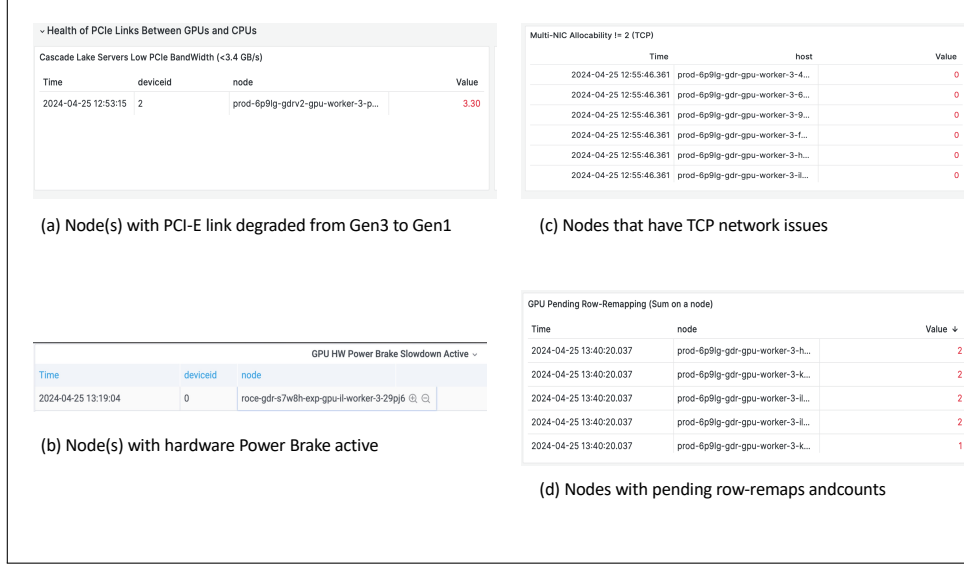 ⌄ Health of PCIe Links Between GPUs and CPUs
Cascade Lake Servers Low PCIe BandWidth (<3.4 GB/s)
Time deviceid node Value
2024-04-25 12:53:15 2 prod-6p9lg-gdrv2-gpu-worker-3-p... 3.30
(a) Node(s) with PCI-E link degraded from Gen3 to Gen1
Multi-NIC Allocability != 2 (TCP)
Time host Value
2024-04-25 12:55:46.361 prod-6p9lg-gdr-gpu-worker-3-4... 0
2024-04-25 12:55:46.361 prod-6p9lg-gdr-gpu-worker-3-6... 0
2024-04-25 12:55:46.361 prod-6p9lg-gdr-gpu-worker-3-9... 0
2024-04-25 12:55:46.361 prod-6p9lg-gdr-gpu-worker-3-f... 0
2024-04-25 12:55:46.361 prod-6p9lg-gdr-gpu-worker-3-h... 0
2024-04-25 12:55:46.361 prod-6p9lg-gdr-gpu-worker-3-il... 0
(c) Nodes that have TCP network issues
GPU HW Power Brake Slowdown Active ⌄
Time deviceid node
2024-04-25 13:19:04 0 roce-gdr-s7w8h-exp-gpu-il-worker-3-29pj6
(b) Node(s) with hardware Power Brake active
GPU Pending Row-Remapping (Sum on a node)
Time node Value ↓
2024-04-25 13:40:20.037 prod-6p9lg-gdr-gpu-worker-3-h... 2
2024-04-25 13:40:20.037 prod-6p9lg-gdr-gpu-worker-3-k... 2
2024-04-25 13:40:20.037 prod-6p9lg-gdr-gpu-worker-3-il... 2
2024-04-25 13:40:20.037 prod-6p9lg-gdr-gpu-worker-3-il... 2
2024-04-25 13:40:20.037 prod-6p9lg-gdr-gpu-worker-3-k... 1
(d) Nodes with pending row-remaps andcounts